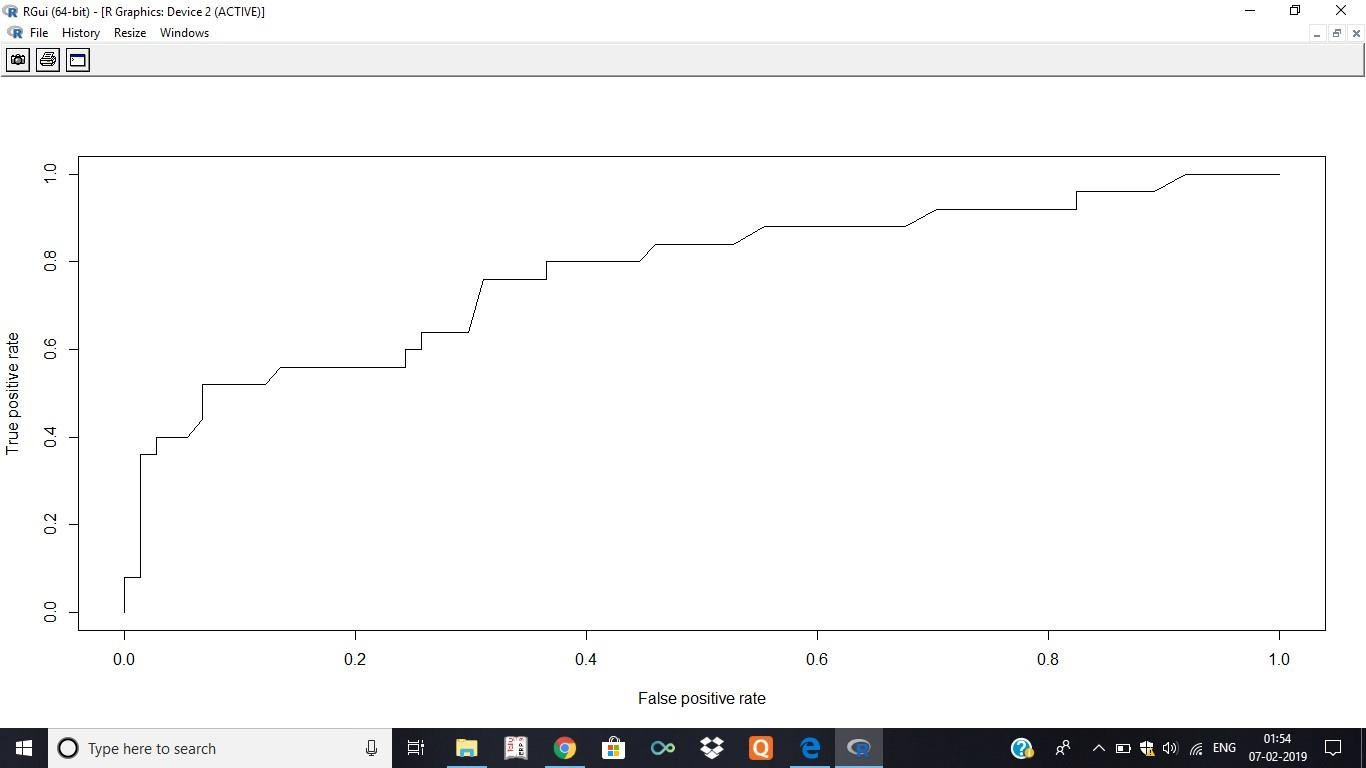 RGui (64-bit) - [R Graphics: Device 2 (ACTIVE)]
File History Resize Windows
1.0
0.8
0.6
0.4
0.2
0.0
True positive rate
0.0 0.2 0.4 0.6 0.8 1.0
False positive rate
Type here to search
ENG
01:54
07-02-2019